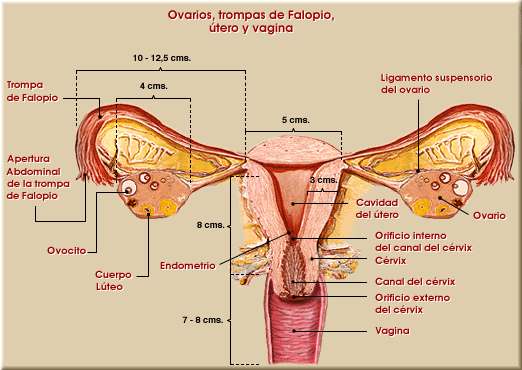 Ovarios, trompas de Falopio,
útero y vagina
10 - 12,5 cms.
Trompa
de Falopio
4 cms.
Ligamento suspensorio
del ovario
5 cms.
Apertura
Abdominal
de la trompa
de Falopio
3 cms.
Cavidad
del útero
Ovario
8 cms.
Ovocito
Endometrio
Orificio interno
del canal del cérvix
Cérvix
Cuerpo
Lúteo
Canal del cérvix
Orificio externo
del cérvix
7 - 8 cms.
Vagina